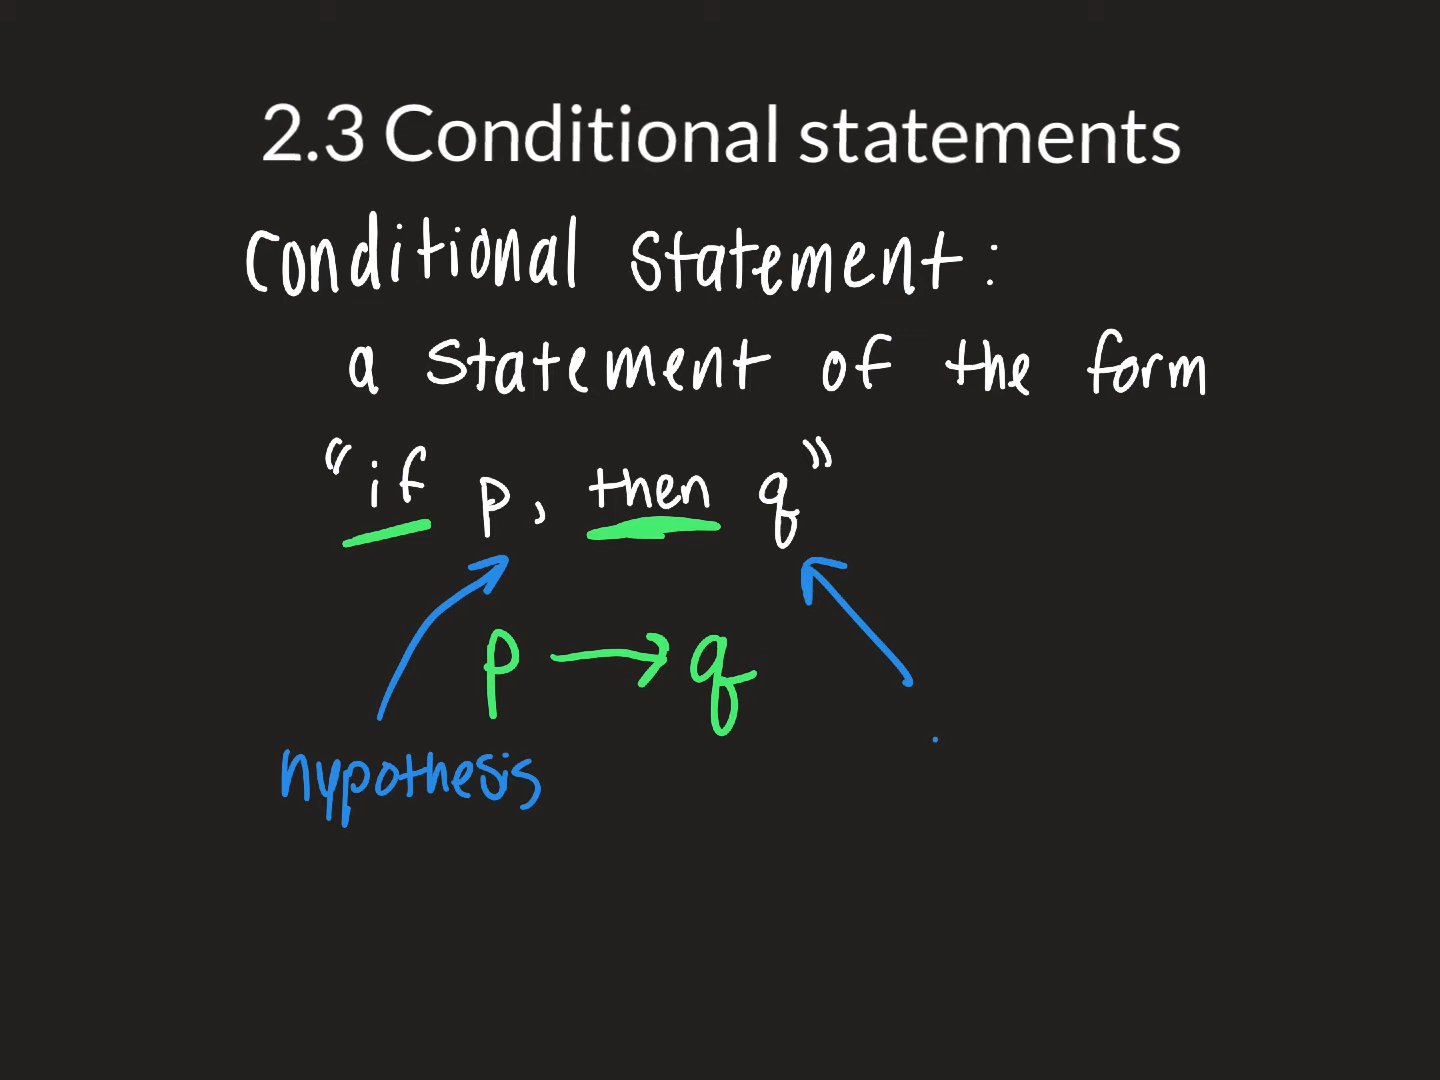 2.3 Conditional statements
Conditional statement:
a statement of the form
"if p, then q"
p → q
hypothesis